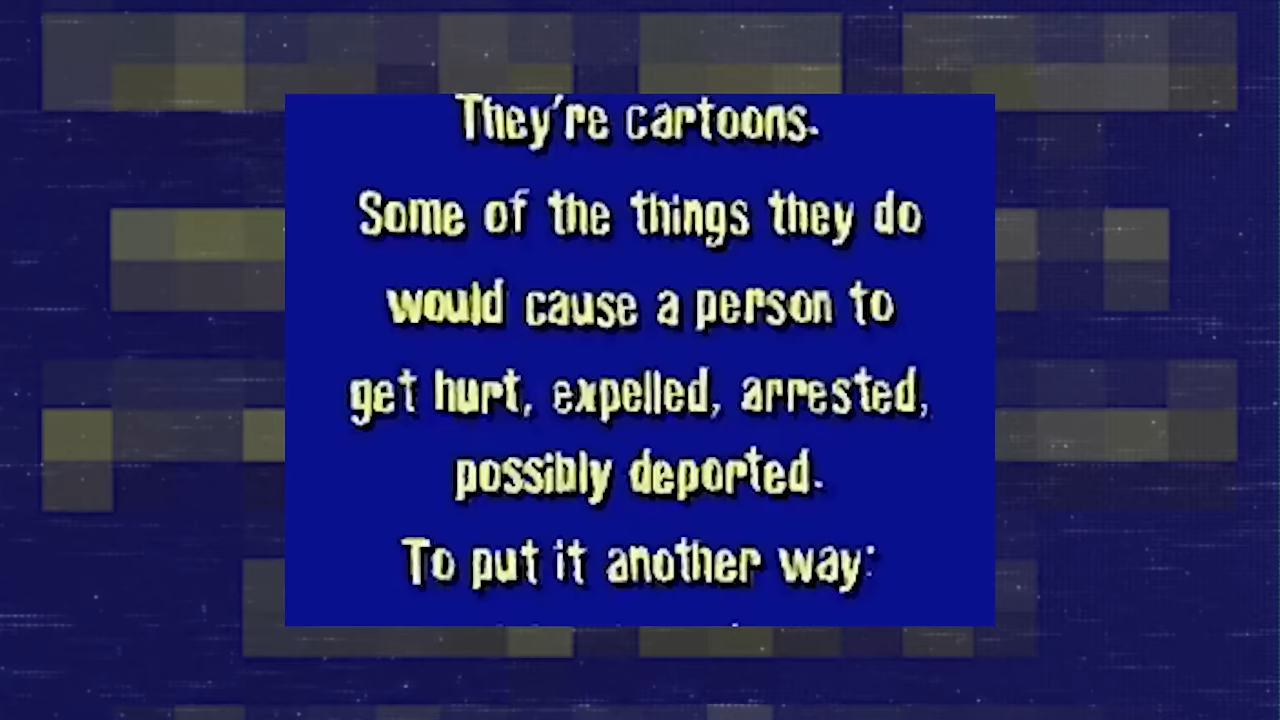 They're cartoons.
Some of the things they do
would cause a person to
get hurt, expelled, arrested,
possibly deported.
To put it another way: